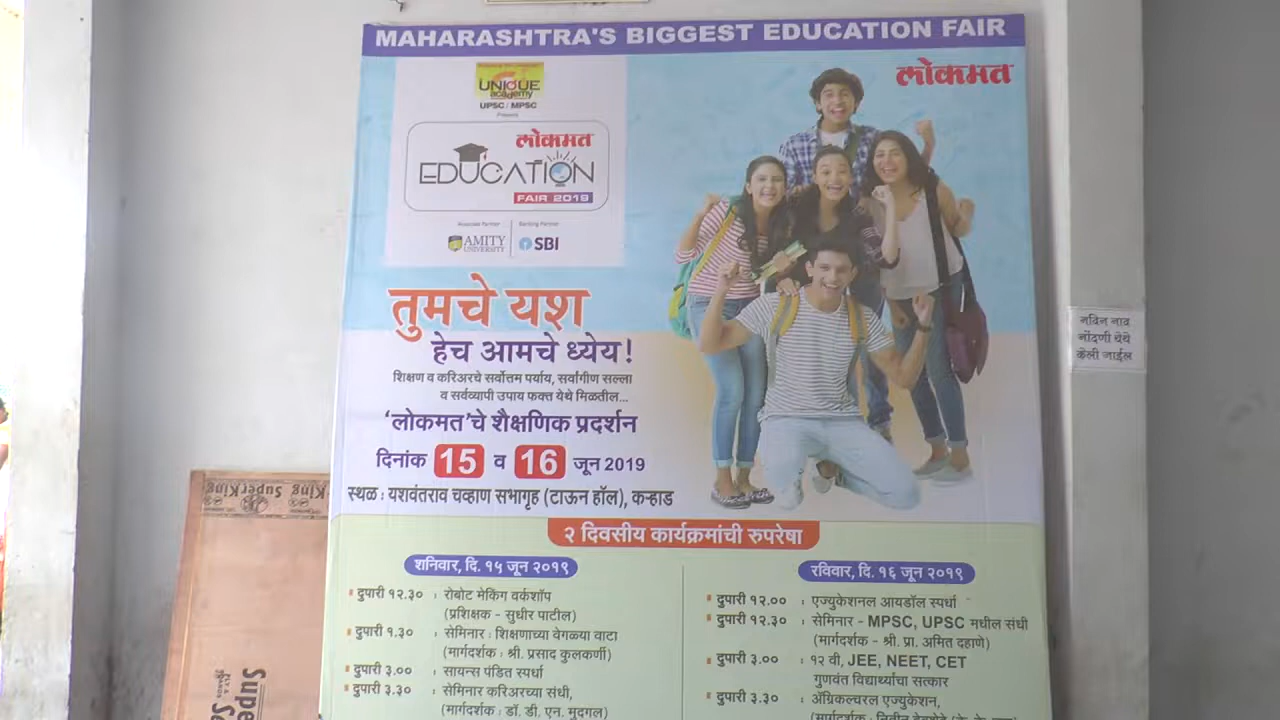 MAHARASHTRA'S BIGGEST EDUCATION FAIR
लोकमत
UNIQUE
academy
UPSC / MPSC
Presents
लोकमत
EDUCATION
FAIR 2019
Associate Partner
Banking Partner
AMITY
UNIVERSITY
SBI
तुमचे यश
हेच आमचे ध्येय!
शिक्षण व करिअरचे सर्वोत्तम पर्याय, सर्वांगीण सल्ला
व सर्वव्यापी उपाय फक्त येथे मिळतील...
'लोकमत'चे शैक्षणिक प्रदर्शन
दिनांक 15 व 16 जून 2019
स्थळ : यशवंतराव चव्हाण सभागृह (टाऊन हॉल), कऱ्हाड
२ दिवसीय कार्यक्रमांची रुपरेषा
शनिवार, दि. १५ जून २०१९
दुपारी १२.३० : रोबोट मेकिंग वर्कशॉप
(प्रशिक्षक - सुधीर पाटील)
दुपारी १.३० : सेमिनार : शिक्षणाच्या वेगळ्या वाटा
(मार्गदर्शक : श्री. प्रसाद कुलकर्णी)
दुपारी ३.०० : सायन्स पंडित स्पर्धा
दुपारी ३.३० : सेमिनार करिअरच्या संधी,
(मार्गदर्शक : डॉ. डी. एन. मुदगल)
रविवार, दि. १६ जून २०१९
दुपारी १२.०० : एज्युकेशनल आयडॉल स्पर्धा
दुपारी १२.३० : सेमिनार - MPSC, UPSC मधील संधी
(मार्गदर्शक - श्री. प्रा. अमित दहाणे)
दुपारी ३.०० : १२ वी, JEE, NEET, CET
गुणवंत विद्यार्थ्यांचा सत्कार
दुपारी ३.३० : ॲग्रिकल्चरल एज्युकेशन,
नविन नाव
नोंदणी येथे
केली जाईल
King SuperKing